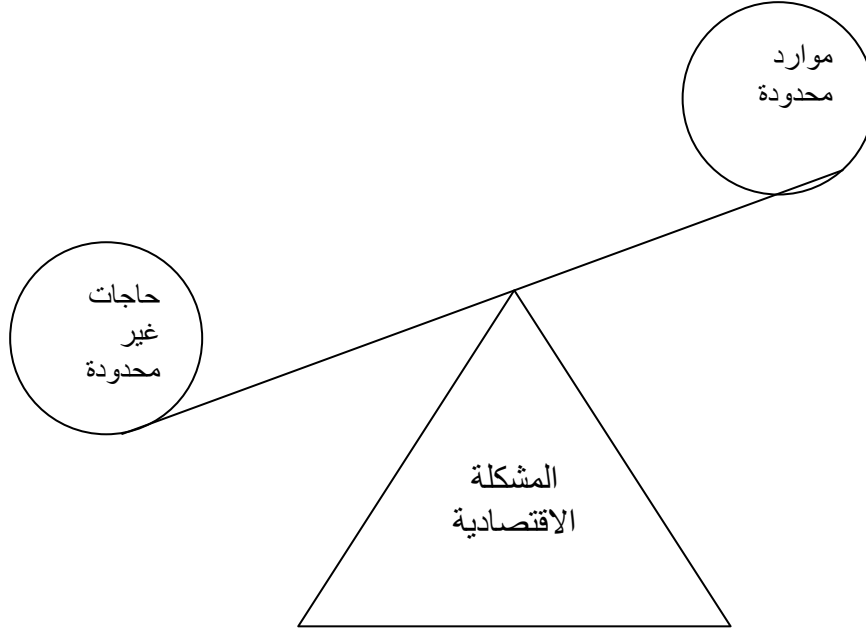 موارد
محدودة
حاجات
غير
محدودة
المشكلة
الاقتصادية